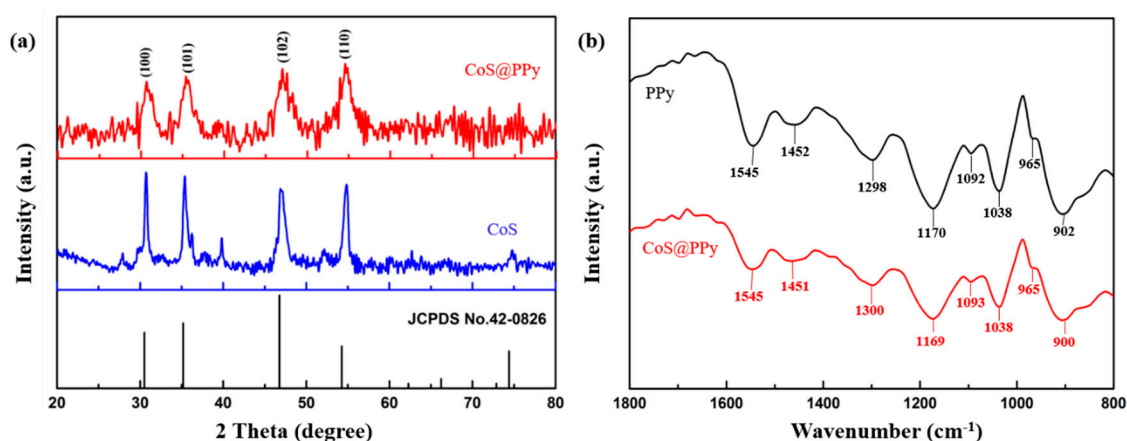 (a)
Intensity (a.u.)
(100)
(101)
(102)
(110)
CoS@PPy
CoS
JCPDS No.42-0826
20 30 40 50 60 70 80
2 Theta (degree)
(b)
Intensity (a.u.)
PPy
1545
1452
1298
1170
1092
1038
965
902
CoS@PPy
1545
1451
1300
1169
1093
1038
965
900
1800 1600 1400 1200 1000 800
Wavenumber (cm⁻¹)